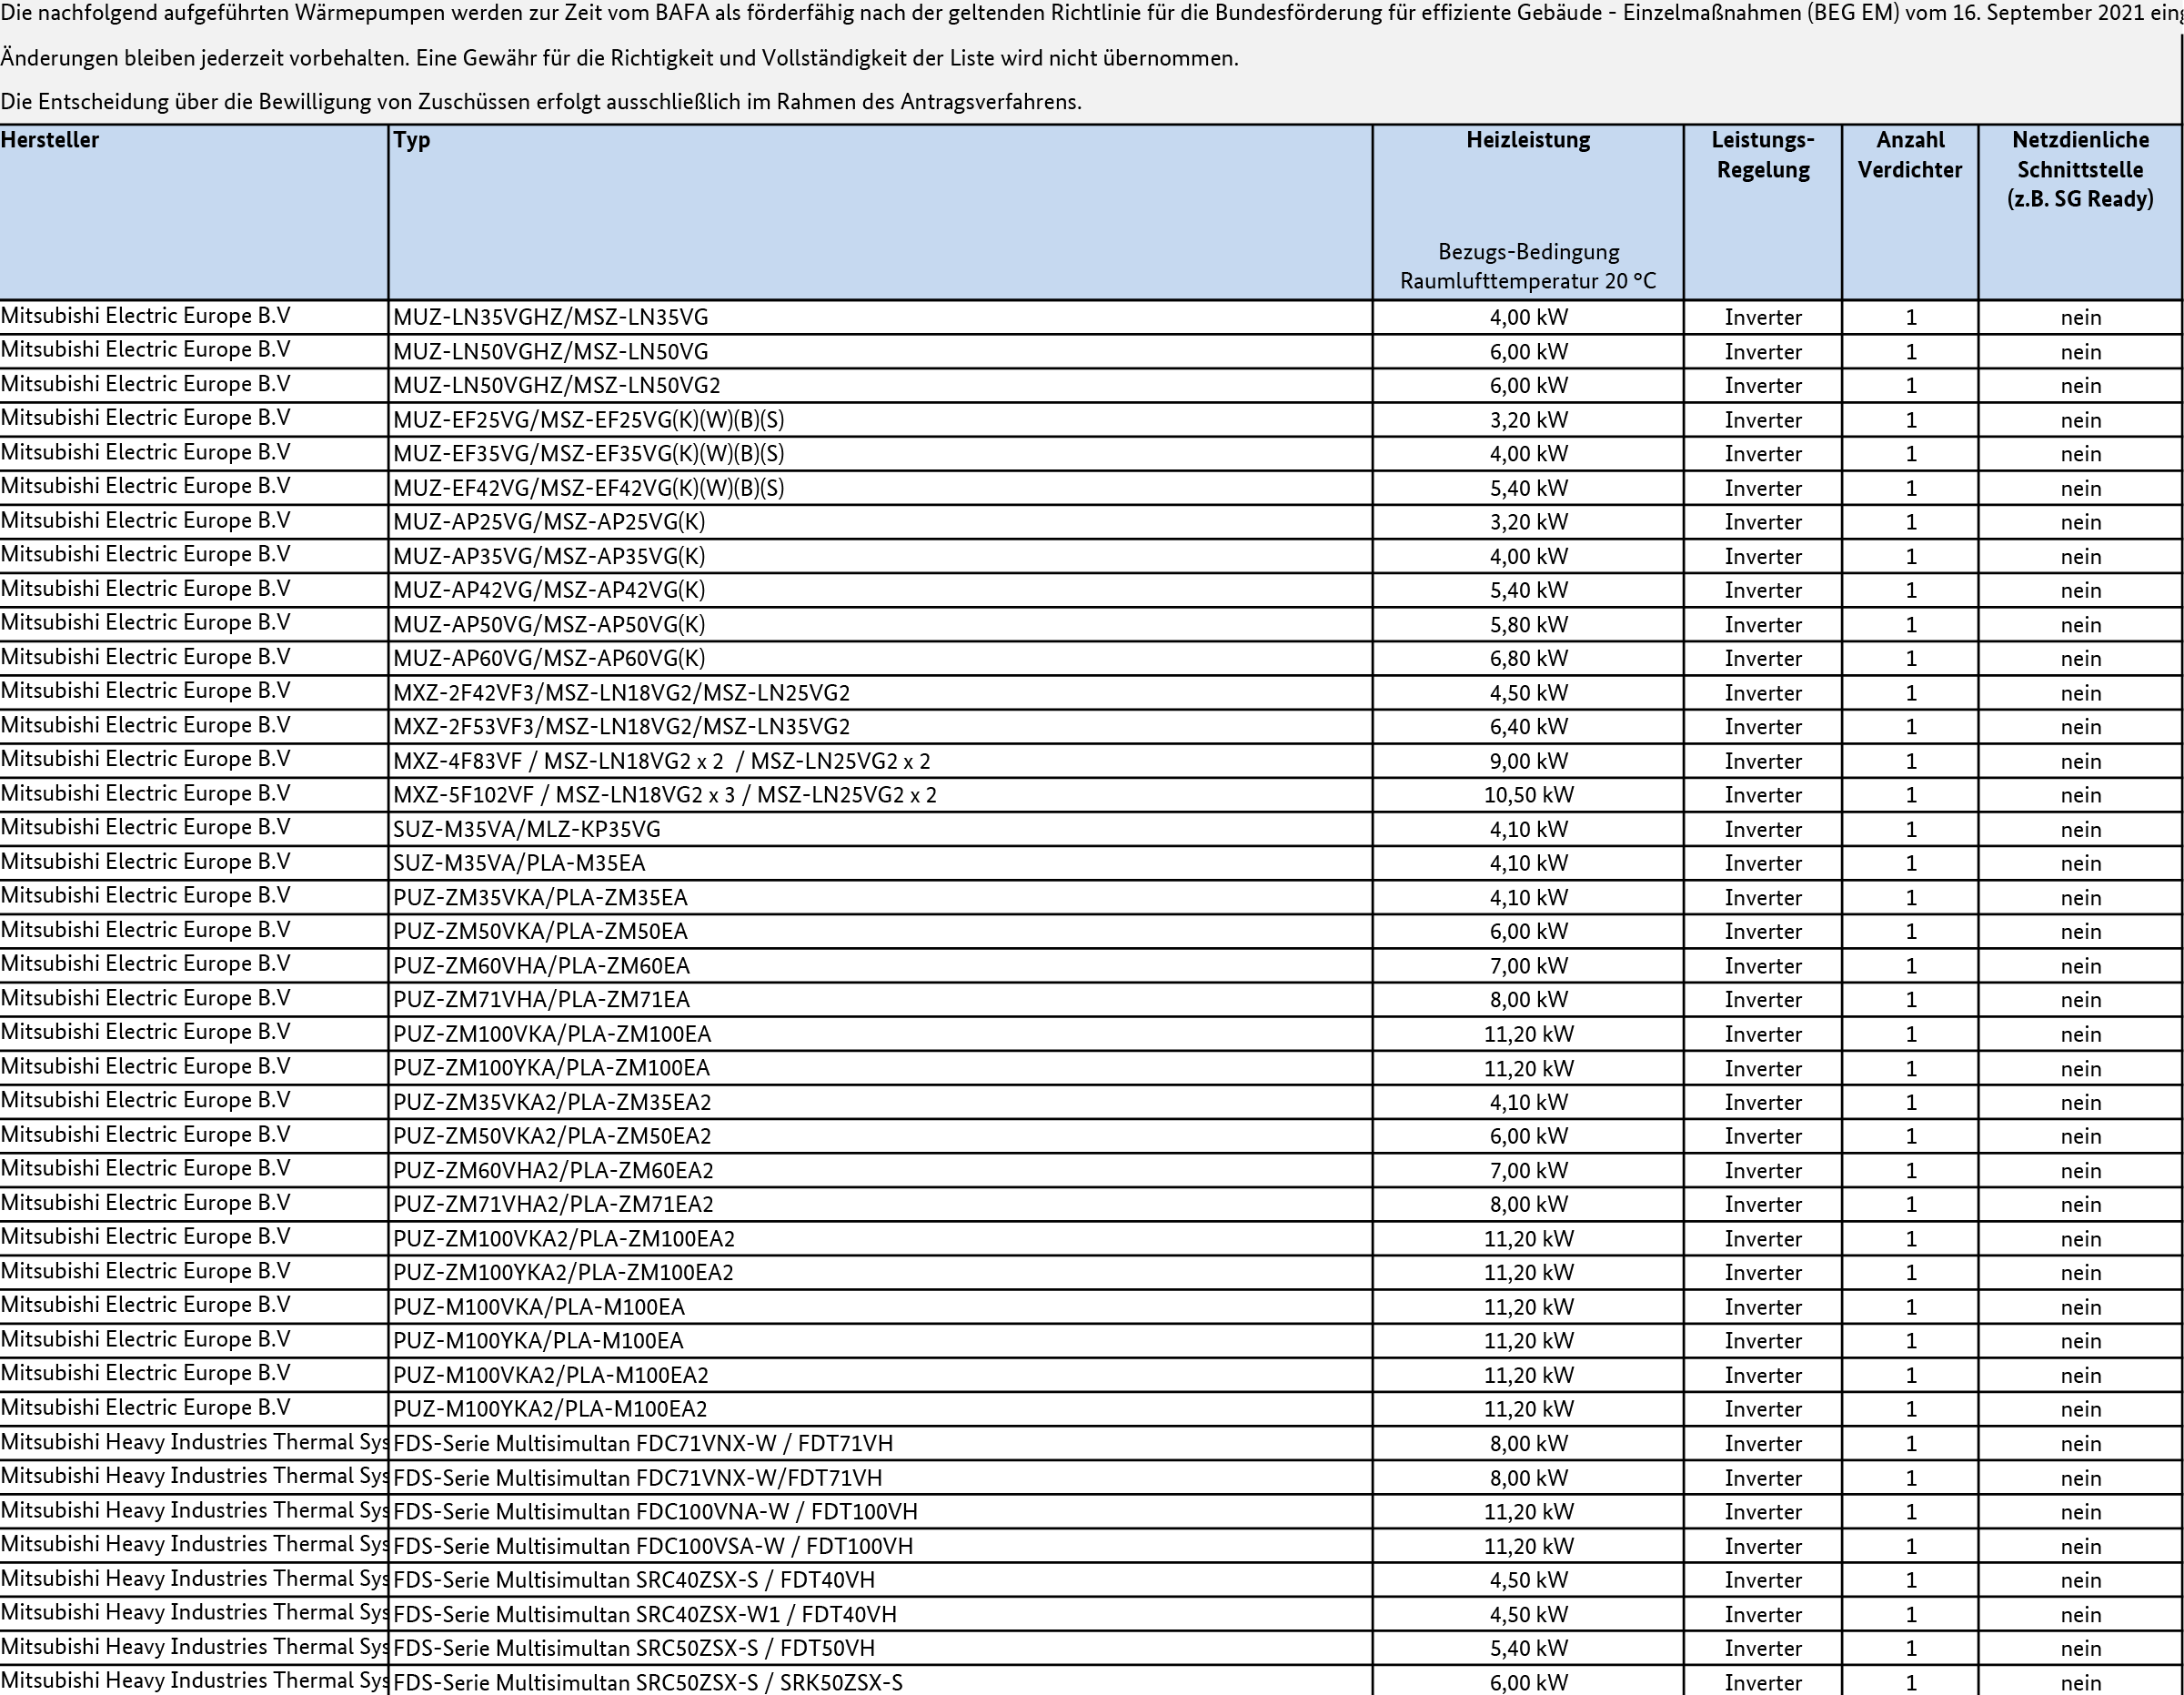 Die nachfolgend aufgeführten Wärmepumpen werden zur Zeit vom BAFA als förderfähig nach der geltenden Richtlinie für die Bundesförderung für effiziente Gebäude - Einzelmaßnahmen (BEG EM) vom 16. September 2021
Änderungen bleiben jederzeit vorbehalten. Eine Gewähr für die Richtigkeit und Vollständigkeit der Liste wird nicht übernommen.
Die Entscheidung über die Bewilligung von Zuschüssen erfolgt ausschließlich im Rahmen des Antragsverfahrens.
Hersteller Typ Heizleistung Leistungs- Anzahl Netzdienliche
Regelung Verdichter Schnittstelle
(z.B. SG Ready)
Bezugs-Bedingung
Raumlufttemperatur 20 °C
Mitsubishi Electric Europe B.V MUZ-LN35VGHZ/MSZ-LN35VG 4,00 kW Inverter 1 nein
Mitsubishi Electric Europe B.V MUZ-LN50VGHZ/MSZ-LN50VG 6,00 kW Inverter 1 nein
Mitsubishi Electric Europe B.V MUZ-LN50VGHZ/MSZ-LN50VG2 6,00 kW Inverter 1 nein
Mitsubishi Electric Europe B.V MUZ-EF25VG/MSZ-EF25VG(K)(W)(B)(S) 3,20 kW Inverter 1 nein
Mitsubishi Electric Europe B.V MUZ-EF35VG/MSZ-EF35VG(K)(W)(B)(S) 4,00 kW Inverter 1 nein
Mitsubishi Electric Europe B.V MUZ-EF42VG/MSZ-EF42VG(K)(W)(B)(S) 5,40 kW Inverter 1 nein
Mitsubishi Electric Europe B.V MUZ-AP25VG/MSZ-AP25VG(K) 3,20 kW Inverter 1 nein
Mitsubishi Electric Europe B.V MUZ-AP35VG/MSZ-AP35VG(K) 4,00 kW Inverter 1 nein
Mitsubishi Electric Europe B.V MUZ-AP42VG/MSZ-AP42VG(K) 5,40 kW Inverter 1 nein
Mitsubishi Electric Europe B.V MUZ-AP50VG/MSZ-AP50VG(K) 5,80 kW Inverter 1 nein
Mitsubishi Electric Europe B.V MUZ-AP60VG/MSZ-AP60VG(K) 6,80 kW Inverter 1 nein
Mitsubishi Electric Europe B.V MXZ-2F42VF3/MSZ-LN18VG2/MSZ-LN25VG2 4,50 kW Inverter 1 nein
Mitsubishi Electric Europe B.V MXZ-2F53VF3/MSZ-LN18VG2/MSZ-LN35VG2 6,40 kW Inverter 1 nein
Mitsubishi Electric Europe B.V MXZ-4F83VF / MSZ-LN18VG2 x 2  / MSZ-LN25VG2 x 2 9,00 kW Inverter 1 nein
Mitsubishi Electric Europe B.V MXZ-5F102VF / MSZ-LN18VG2 x 3 / MSZ-LN25VG2 x 2 10,50 kW Inverter 1 nein
Mitsubishi Electric Europe B.V SUZ-M35VA/MLZ-KP35VG 4,10 kW Inverter 1 nein
Mitsubishi Electric Europe B.V SUZ-M35VA/PLA-M35EA 4,10 kW Inverter 1 nein
Mitsubishi Electric Europe B.V PUZ-ZM35VKA/PLA-ZM35EA 4,10 kW Inverter 1 nein
Mitsubishi Electric Europe B.V PUZ-ZM50VKA/PLA-ZM50EA 6,00 kW Inverter 1 nein
Mitsubishi Electric Europe B.V PUZ-ZM60VHA/PLA-ZM60EA 7,00 kW Inverter 1 nein
Mitsubishi Electric Europe B.V PUZ-ZM71VHA/PLA-ZM71EA 8,00 kW Inverter 1 nein
Mitsubishi Electric Europe B.V PUZ-ZM100VKA/PLA-ZM100EA 11,20 kW Inverter 1 nein
Mitsubishi Electric Europe B.V PUZ-ZM100YKA/PLA-ZM100EA 11,20 kW Inverter 1 nein
Mitsubishi Electric Europe B.V PUZ-ZM35VKA2/PLA-ZM35EA2 4,10 kW Inverter 1 nein
Mitsubishi Electric Europe B.V PUZ-ZM50VKA2/PLA-ZM50EA2 6,00 kW Inverter 1 nein
Mitsubishi Electric Europe B.V PUZ-ZM60VHA2/PLA-ZM60EA2 7,00 kW Inverter 1 nein
Mitsubishi Electric Europe B.V PUZ-ZM71VHA2/PLA-ZM71EA2 8,00 kW Inverter 1 nein
Mitsubishi Electric Europe B.V PUZ-ZM100VKA2/PLA-ZM100EA2 11,20 kW Inverter 1 nein
Mitsubishi Electric Europe B.V PUZ-ZM100YKA2/PLA-ZM100EA2 11,20 kW Inverter 1 nein
Mitsubishi Electric Europe B.V PUZ-M100VKA/PLA-M100EA 11,20 kW Inverter 1 nein
Mitsubishi Electric Europe B.V PUZ-M100YKA/PLA-M100EA 11,20 kW Inverter 1 nein
Mitsubishi Electric Europe B.V PUZ-M100VKA2/PLA-M100EA2 11,20 kW Inverter 1 nein
Mitsubishi Electric Europe B.V PUZ-M100YKA2/PLA-M100EA2 11,20 kW Inverter 1 nein
Mitsubishi Heavy Industries Thermal Sys FDS-Serie Multisimultan FDC71VNX-W / FDT71VH 8,00 kW Inverter 1 nein
Mitsubishi Heavy Industries Thermal Sys FDS-Serie Multisimultan FDC71VNX-W/FDT71VH 8,00 kW Inverter 1 nein
Mitsubishi Heavy Industries Thermal Sys FDS-Serie Multisimultan FDC100VNA-W / FDT100VH 11,20 kW Inverter 1 nein
Mitsubishi Heavy Industries Thermal Sys FDS-Serie Multisimultan FDC100VSA-W / FDT100VH 11,20 kW Inverter 1 nein
Mitsubishi Heavy Industries Thermal Sys FDS-Serie Multisimultan SRC40ZSX-S / FDT40VH 4,50 kW Inverter 1 nein
Mitsubishi Heavy Industries Thermal Sys FDS-Serie Multisimultan SRC40ZSX-W1 / FDT40VH 4,50 kW Inverter 1 nein
Mitsubishi Heavy Industries Thermal Sys FDS-Serie Multisimultan SRC50ZSX-S / FDT50VH 5,40 kW Inverter 1 nein
Mitsubishi Heavy Industries Thermal Sys FDS-Serie Multisimultan SRC50ZSX-S / SRK50ZSX-S 6,00 kW Inverter 1 nein